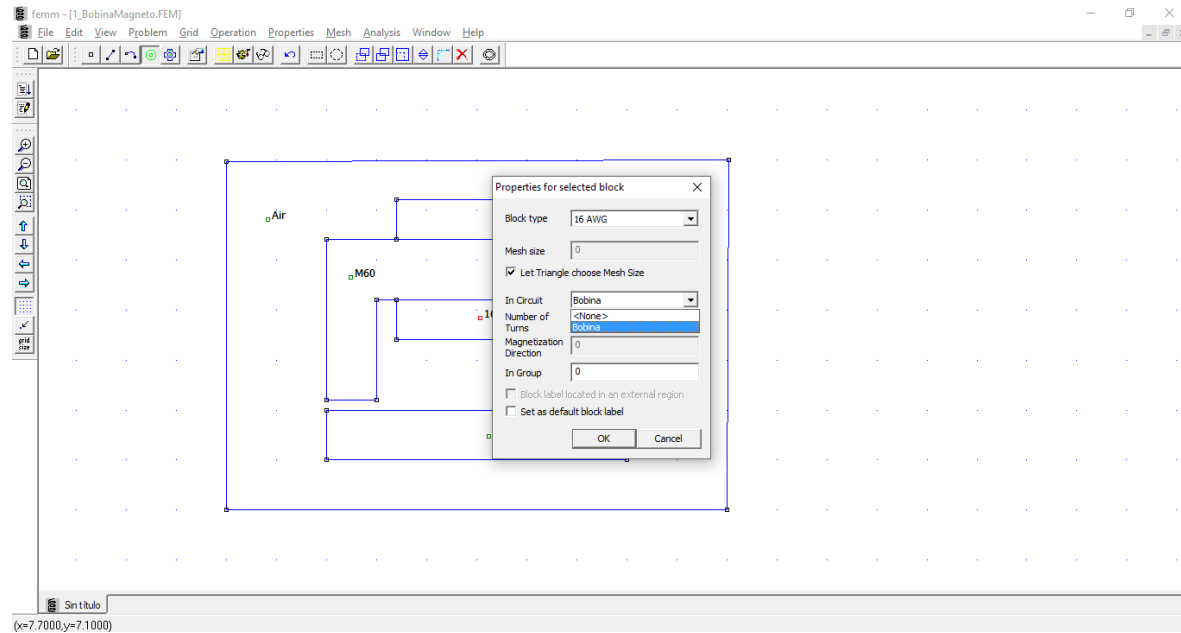 femm - [1_BobinaMagneto.FEM]
File Edit View Problem Grid Operation Properties Mesh Analysis Window Help
Properties for selected block
Block type 16 AWG
Mesh size 0
Let Triangle choose Mesh Size
In Circuit Bobina
<None>
Bobina
Number of
Turns
Magnetization
Direction 0
In Group 0
Block label located in an external region
Set as default block label
OK Cancel
Air
M60
16
grid
size
Sin título
(x=7.7000,y=7.1000)